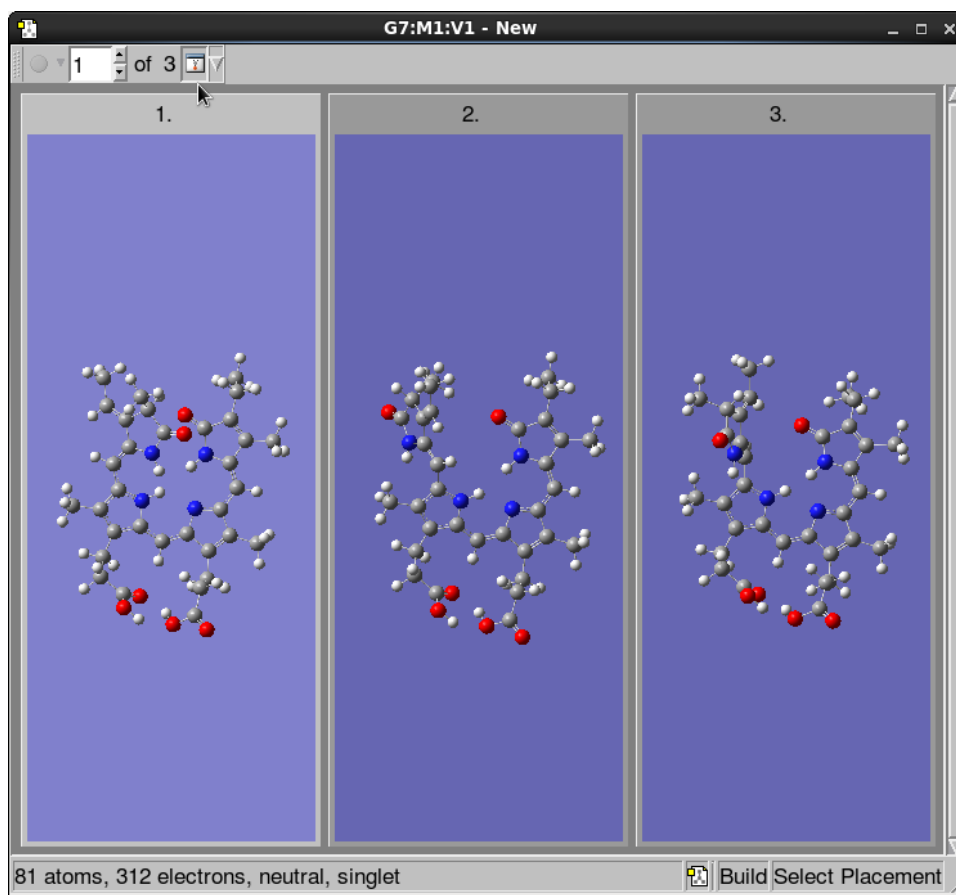 G7:M1:V1 - New
1 of 3
1. 2. 3.
81 atoms, 312 electrons, neutral, singlet Build Select Placement